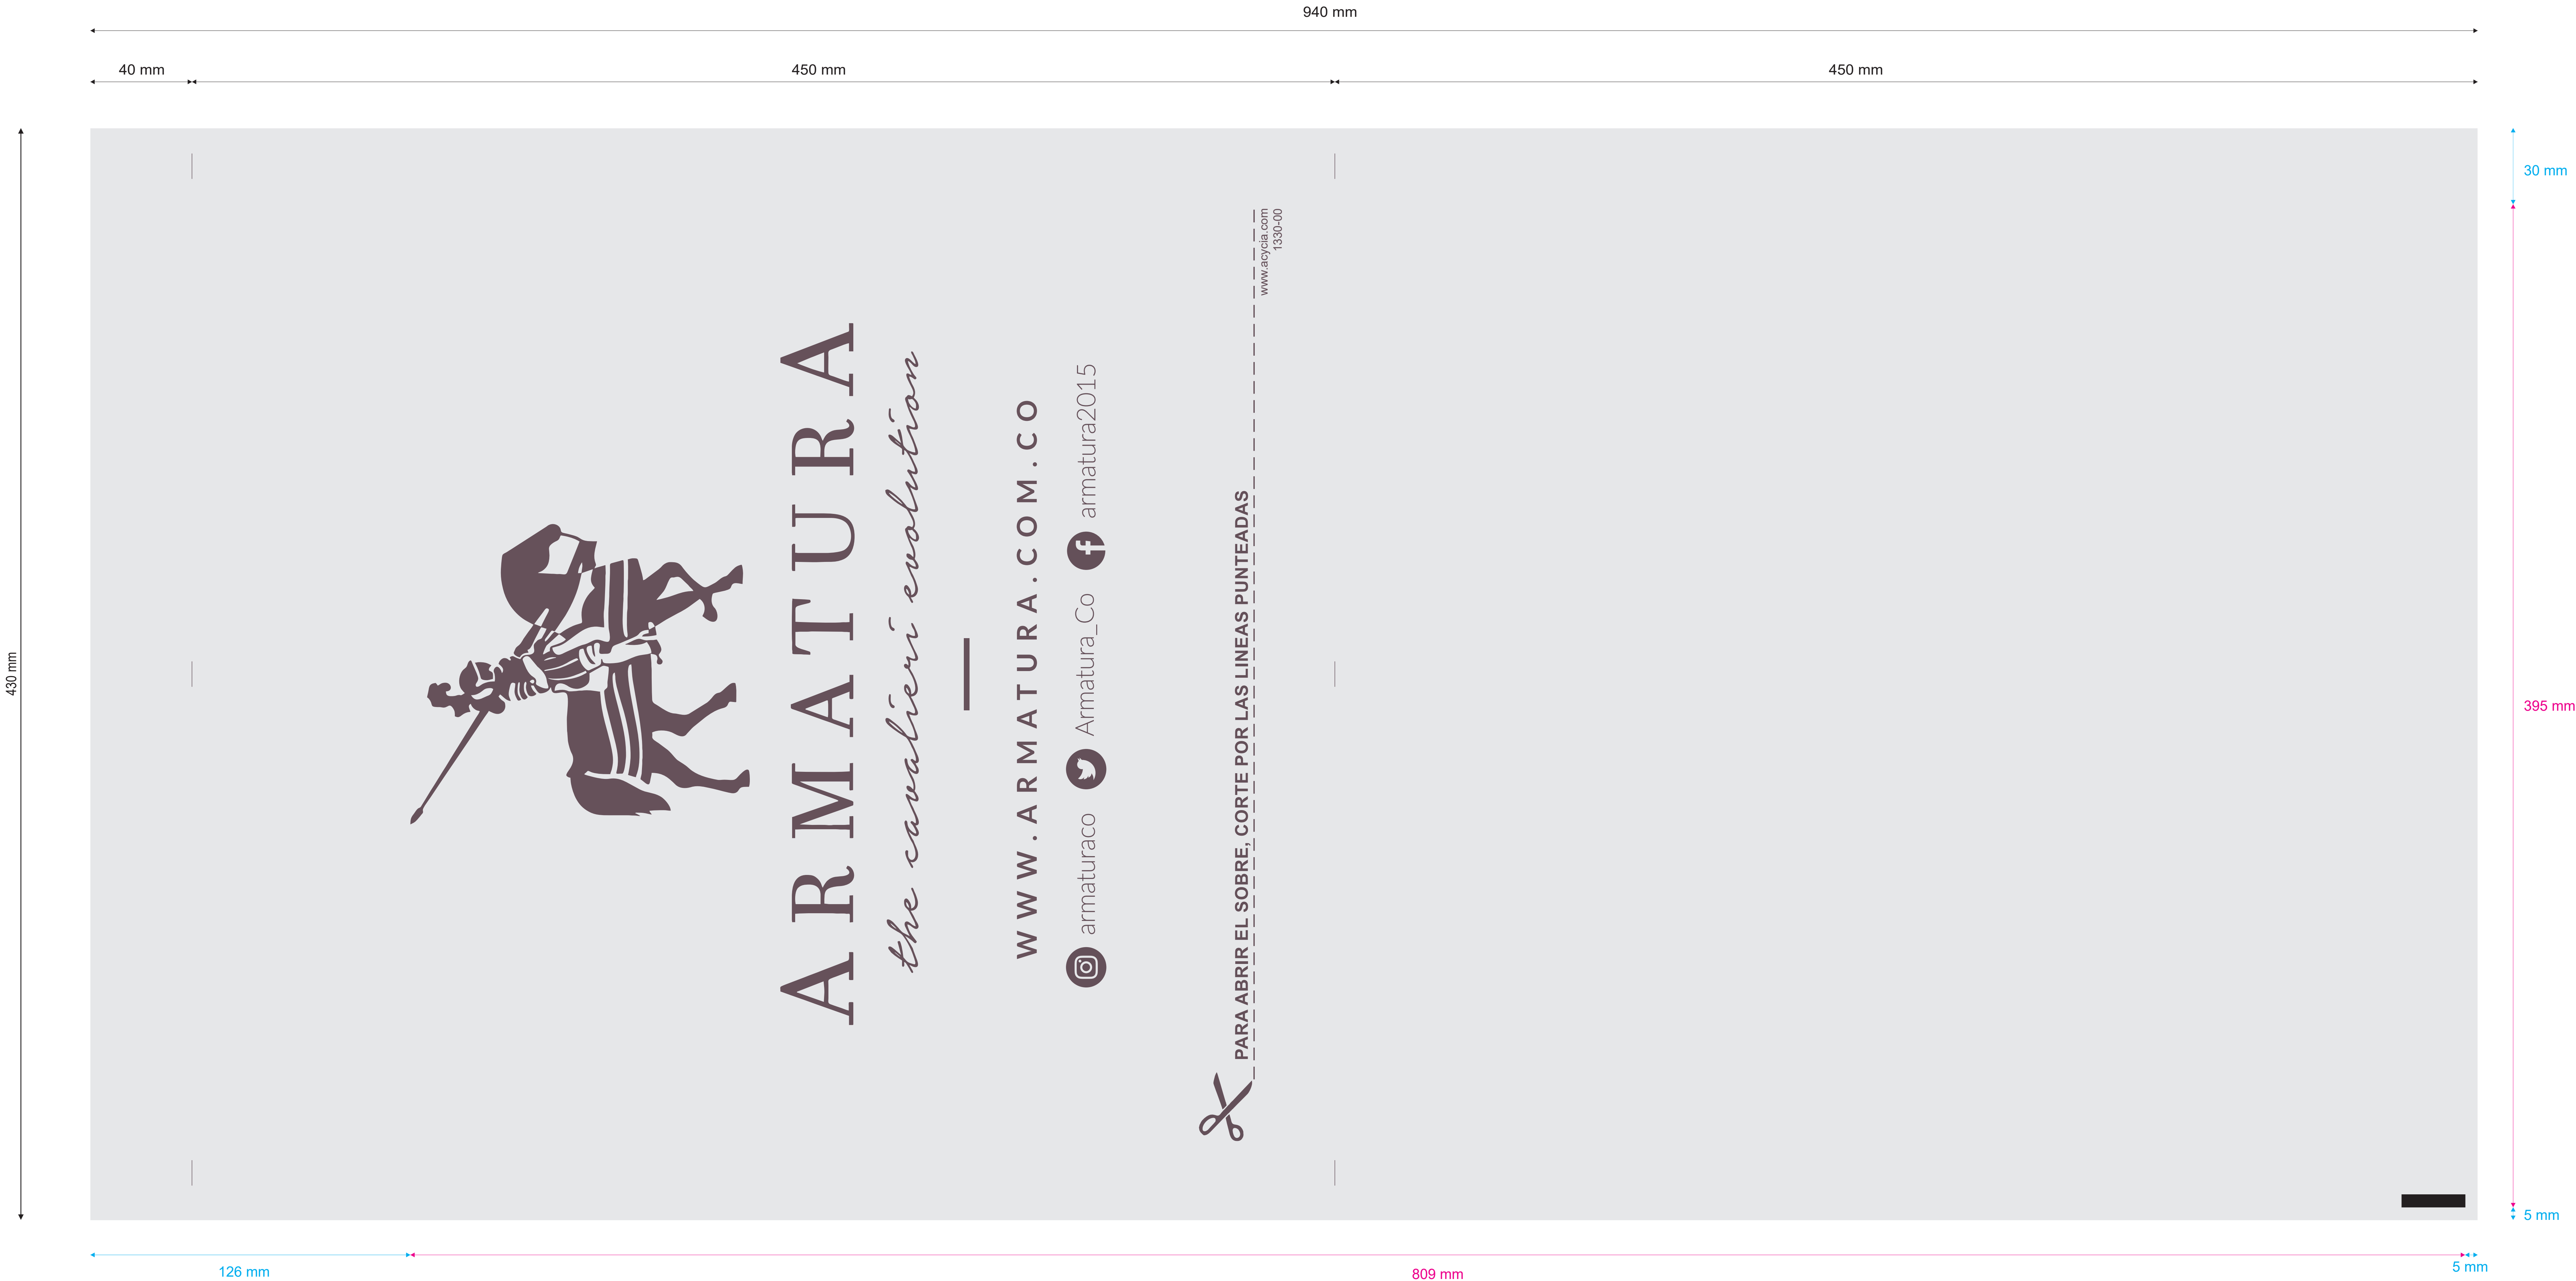 940 mm
40 mm
450 mm
450 mm
430 mm
30 mm
395 mm
5 mm
ARMATURA
the cavalieri evolution
WWW.ARMATURA.COM.CO
armaturaco Armatura_Co armatura2015
PARA ABRIR EL SOBRE, CORTE POR LAS LINEAS PUNTEADAS
www.acycia.com
1330-00
126 mm
809 mm
5 mm